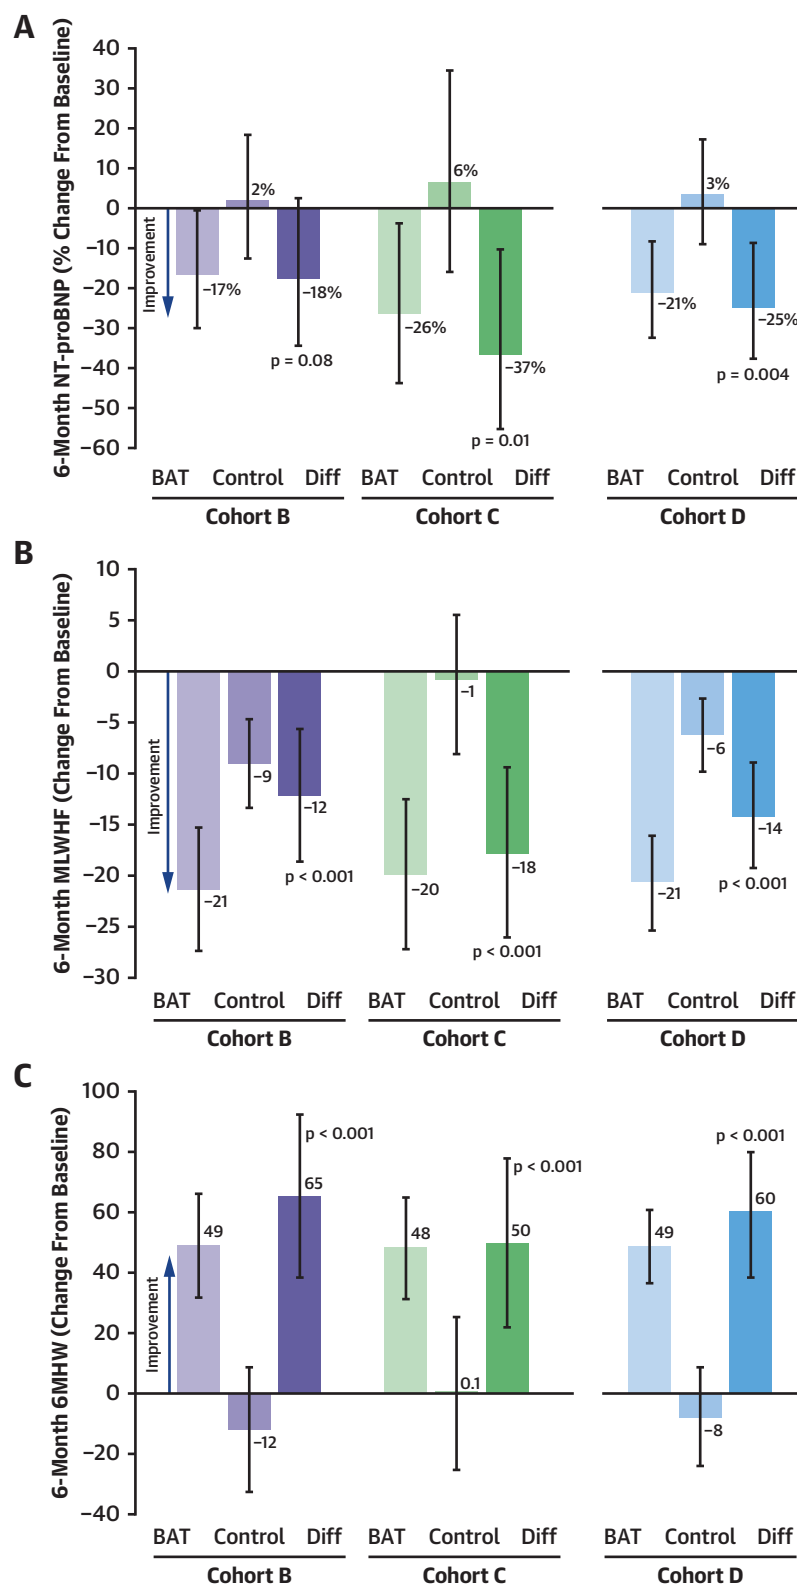 A
6-Month NT-proBNP (% Change From Baseline)
40
30
20
10
0
−10
−20
−30
−40
−50
−60
Improvement
−17%
2%
−18%
p = 0.08
−26%
6%
−37%
p = 0.01
−21%
3%
−25%
p = 0.004
BAT Control Diff BAT Control Diff BAT Control Diff
Cohort B Cohort C Cohort D
B
6-Month MLWHF (Change From Baseline)
10
5
0
−5
−10
−15
−20
−25
−30
Improvement
−21
−9
−12
p < 0.001
−20
−1
−18
p < 0.001
−21
−6
−14
p < 0.001
BAT Control Diff BAT Control Diff BAT Control Diff
Cohort B Cohort C Cohort D
C
6-Month 6MHW (Change From Baseline)
100
80
60
40
20
0
−20
−40
Improvement
49
−12
65
p < 0.001
48
0.1
50
p < 0.001
49
−8
60
p < 0.001
BAT Control Diff BAT Control Diff BAT Control Diff
Cohort B Cohort C Cohort D